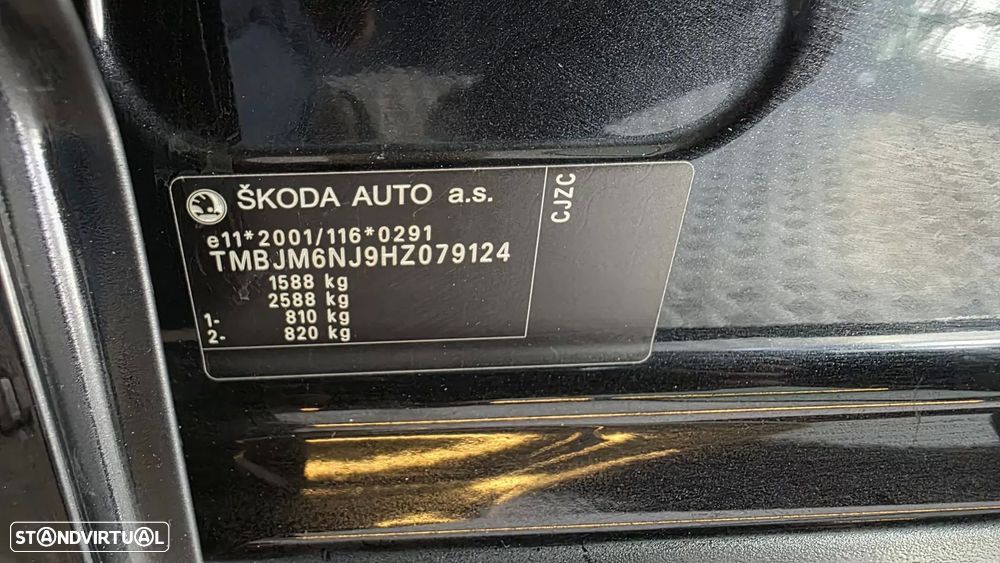 ŠKODA AUTO a.s.
CJZC
e11*2001/116*0291
TMBJM6NJ9HZ079124
1588 kg
2588 kg
1- 810 kg
2- 820 kg
STANDVIRTUAL